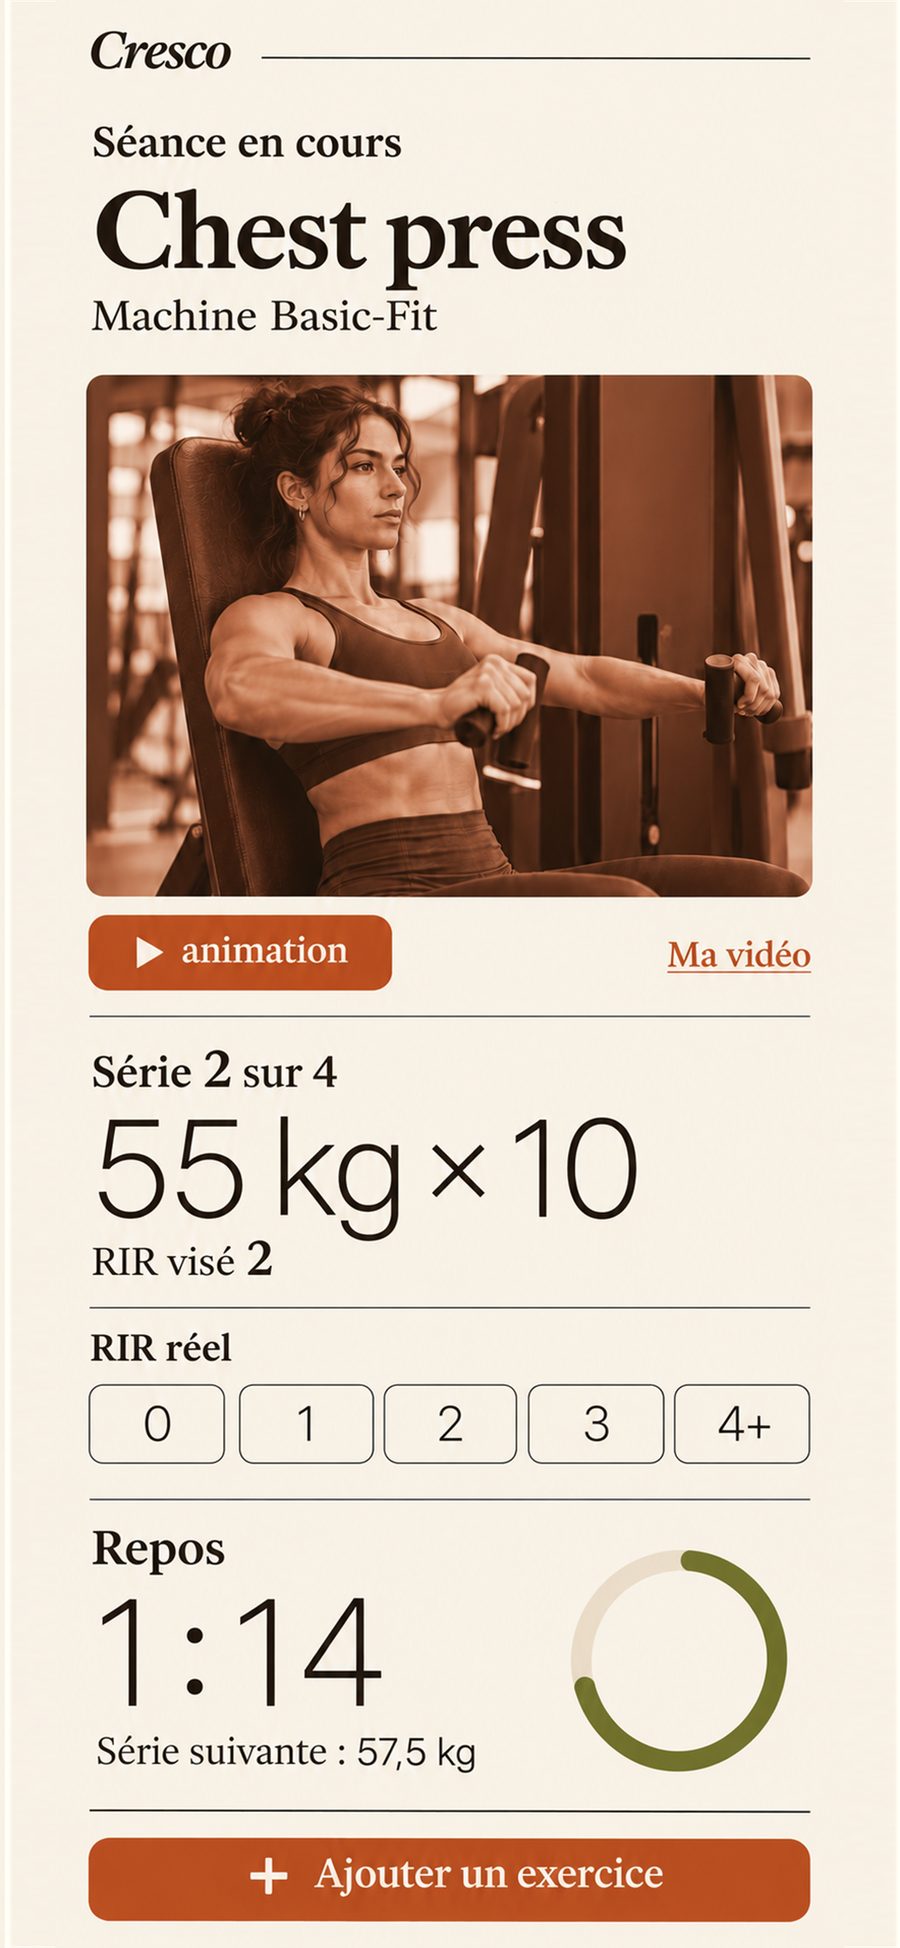 Cresco
Séance en cours
Chest press
Machine Basic-Fit
animation
Ma vidéo
Série 2 sur 4
55 kg × 10
RIR visé 2
RIR réel
0 1 2 3 4+
Repos
1:14
Série suivante : 57,5 kg
+ Ajouter un exercice